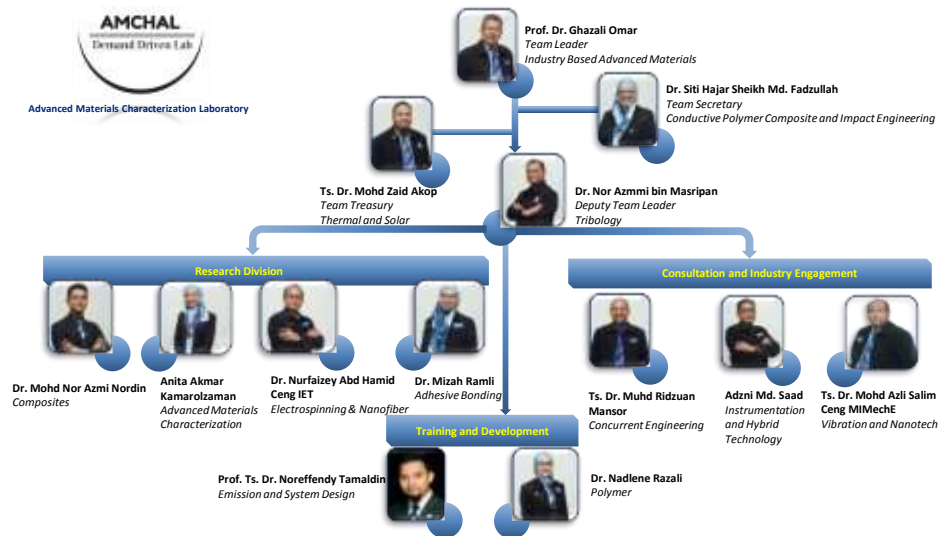 AMCHAL
Demand Driven Lab
Advanced Materials Characterization Laboratory
Prof. Dr. Ghazali Omar
Team Leader
Industry Based Advanced Materials
Dr. Siti Hajar Sheikh Md. Fadzullah
Team Secretary
Conductive Polymer Composite and Impact Engineering
Ts. Dr. Mohd Zaid Akop
Team Treasury
Thermal and Solar
Dr. Nor Azmmi bin Masripan
Deputy Team Leader
Tribology
Research Division
Dr. Mohd Nor Azmi Nordin
Composites
Anita Akmar
Kamarolzaman
Advanced Materials
Characterization
Dr. Nurfaizey Abd Hamid
Ceng IET
Electrospinning & Nanofiber
Dr. Mizah Ramli
Adhesive Bonding
Consultation and Industry Engagement
Ts. Dr. Muhd Ridzuan
Mansor
Concurrent Engineering
Adzni Md. Saad
Instrumentation
and Hybrid
Technology
Ts. Dr. Mohd Azli Salim
Ceng MIMechE
Vibration and Nanotech
Training and Development
Prof. Ts. Dr. Noreffendy Tamaldin
Emission and System Design
Dr. Nadlene Razali
Polymer